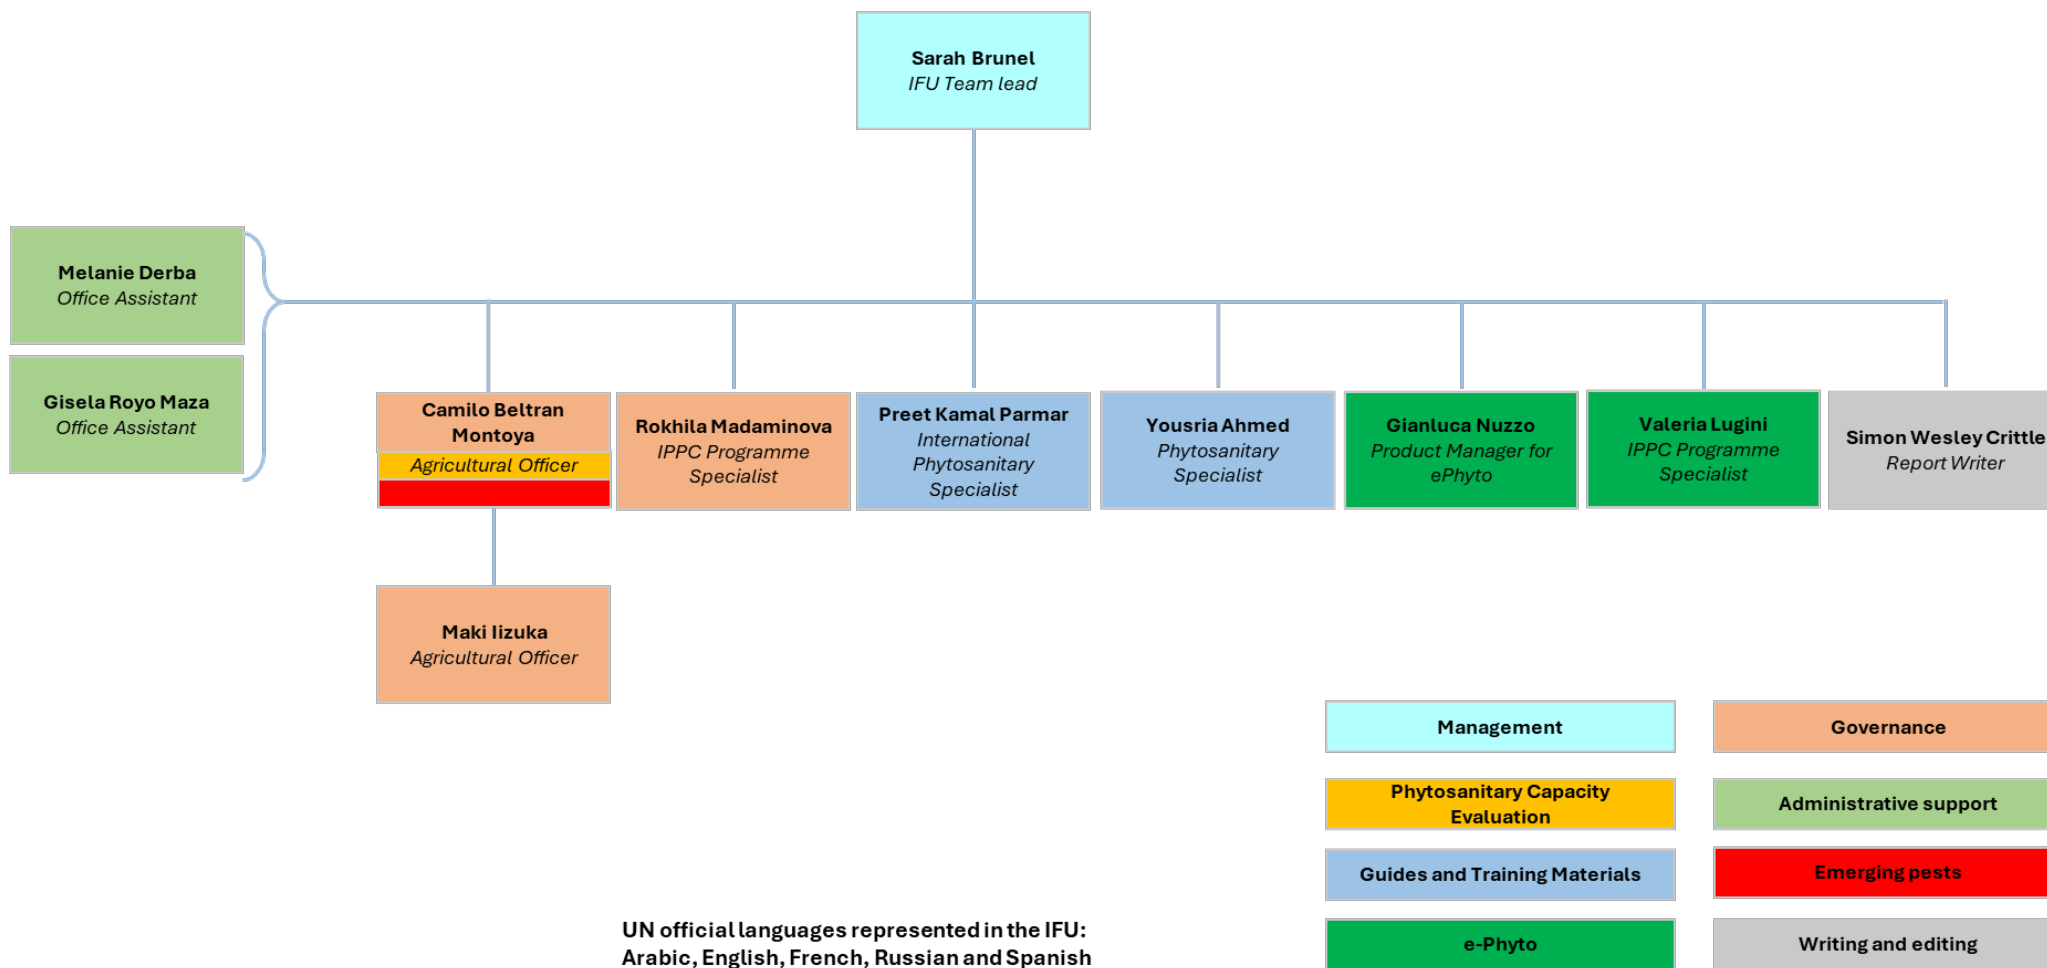 Sarah Brunel
IFU Team lead
Melanie Derba
Office Assistant
Gisela Royo Maza
Office Assistant
Camilo Beltran
Montoya
Agricultural Officer
Rokhila Madaminova
IPPC Programme
Specialist
Preet Kamal Parmar
International
Phytosanitary
Specialist
Yousria Ahmed
Phytosanitary
Specialist
Gianluca Nuzzo
Product Manager for
ePhyto
Valeria Lugini
IPPC Programme
Specialist
Simon Wesley Crittle
Report Writer
Maki Iizuka
Agricultural Officer
Management
Governance
Phytosanitary Capacity
Evaluation
Administrative support
Guides and Training Materials
Emerging pests
e-Phyto
Writing and editing
UN official languages represented in the IFU:
Arabic, English, French, Russian and Spanish